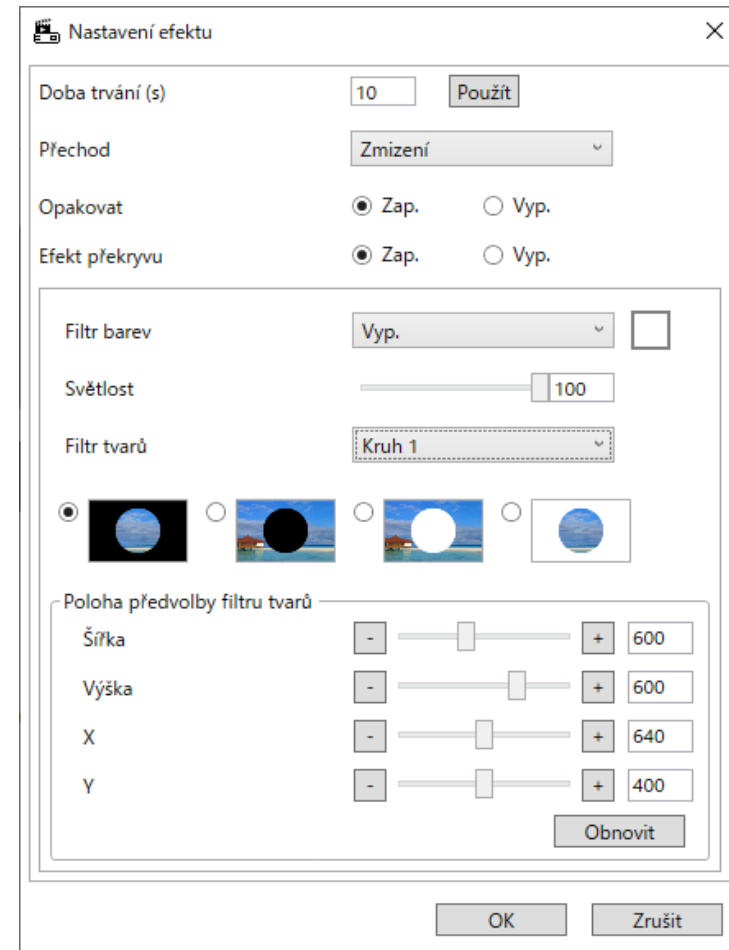 Nastavení efektu
Doba trvání (s) 10 Použít
Přechod Zmizení
Opakovat Zap. Vyp.
Efekt překryvu Zap. Vyp.
Filtr barev Vyp.
Světlost 100
Filtr tvarů Kruh 1
Poloha předvolby filtru tvarů
Šířka - + 600
Výška - + 600
X - + 640
Y - + 400
Obnovit
OK Zrušit